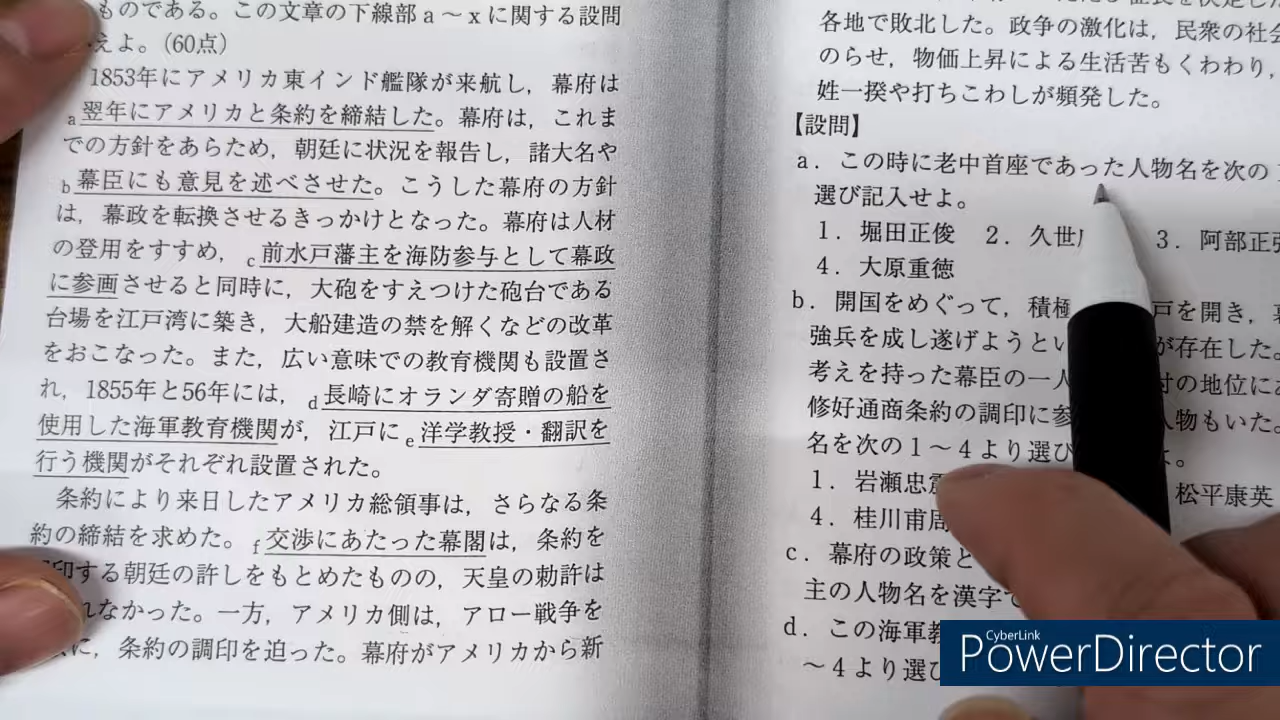 ものである。この文章の下線部a～xに関する設問
えよ。(60点)
1853年にアメリカ東インド艦隊が来航し，幕府は
a翌年にアメリカと条約を締結した。幕府は，これま
での方針をあらため，朝廷に状況を報告し，諸大名や
b幕臣にも意見を述べさせた。こうした幕府の方針
は，幕政を転換させるきっかけとなった。幕府は人材
の登用をすすめ，c前水戸藩主を海防参与として幕政
に参画させると同時に，大砲をすえつけた砲台である
台場を江戸湾に築き，大船建造の禁を解くなどの改革
をおこなった。また，広い意味での教育機関も設置さ
れ，1855年と56年には，d長崎にオランダ寄贈の船を
使用した海軍教育機関が，江戸にe洋学教授・翻訳を
行う機関がそれぞれ設置された。
条約により来日したアメリカ総領事は，さらなる条
約の締結を求めた。f交渉にあたった幕閣は，条約を
印する朝廷の許しをもとめたものの，天皇の勅許は
れなかった。一方，アメリカ側は，アロー戦争を
に，条約の調印を迫った。幕府がアメリカから新
各地で敗北した。政争の激化は，民衆の社会
のらせ，物価上昇による生活苦もくわわり，
姓一揆や打ちこわしが頻発した。
【設問】
a．この時に老中首座であった人物名を次の
選び記入せよ。
1．堀田正俊 2．久世 3．阿部正弘
4．大原重徳
b．開国をめぐって，積極 戸を開き，
強兵を成し遂げようとい が存在した。
考えを持った幕臣の一人 付の地位に
修好通商条約の調印に参 人物もいた。
名を次の1～4より選び よ。
1．岩瀬忠震 松平康英
4．桂川甫周
c．幕府の政策と
主の人物名を漢字で
d．この海軍教
～4より選び
CyberLink
PowerDirector